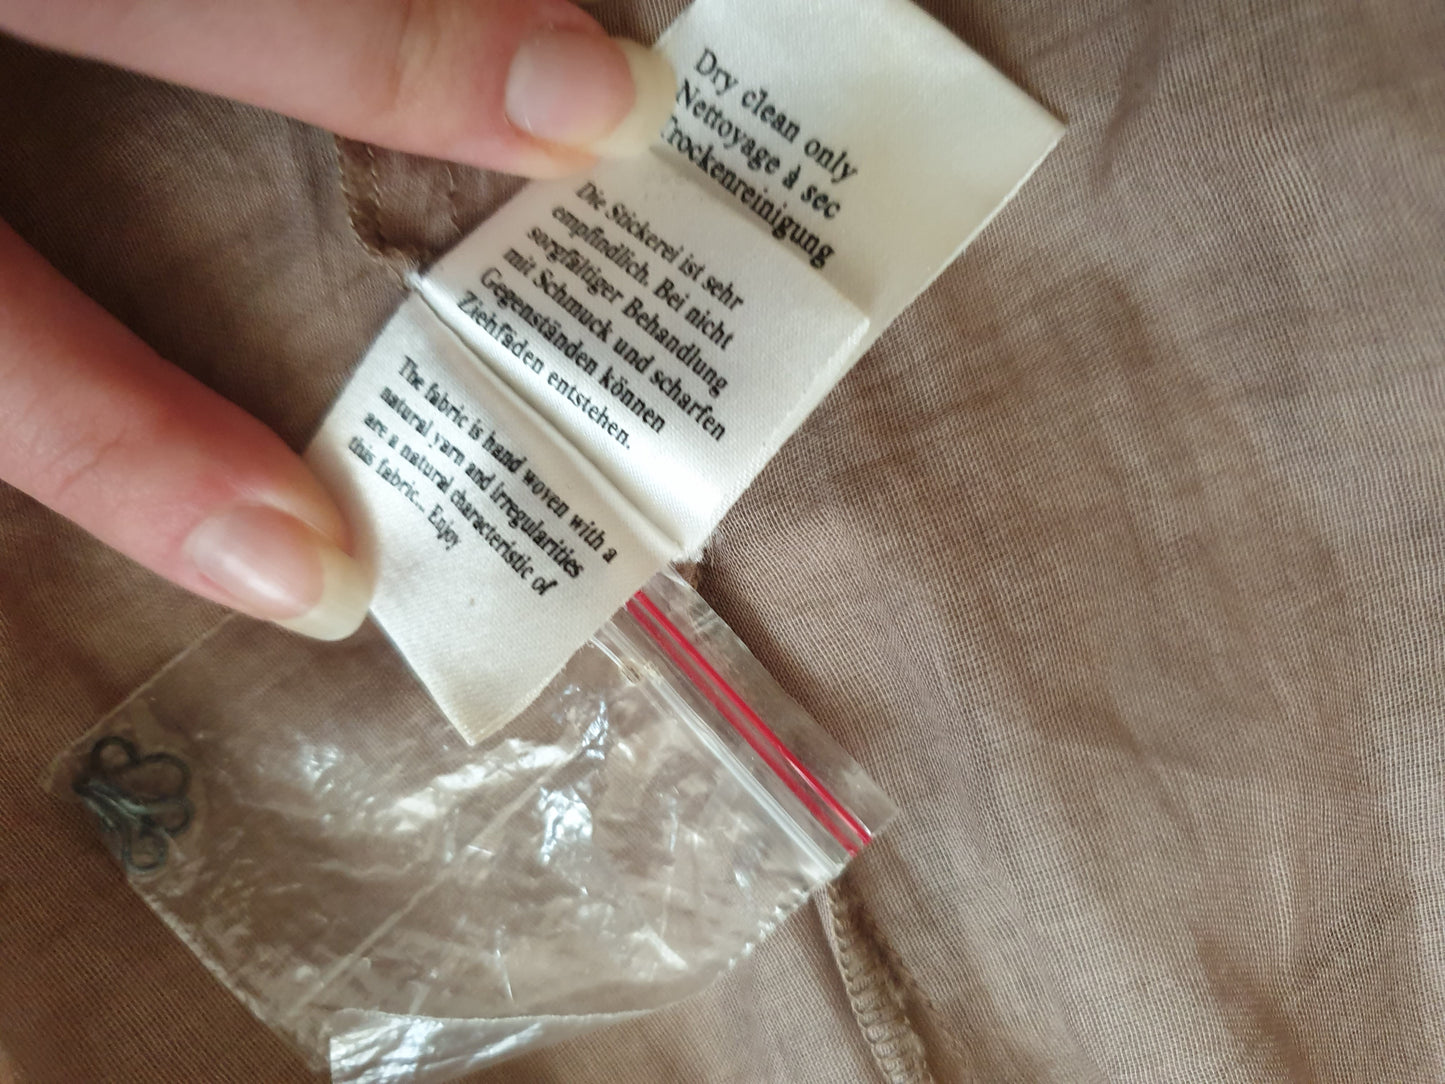 Dry clean only
Nettoyage à sec
Trockenreinigung
Die Stickerei ist sehr
empfindlich. Bei nicht
sorgfältiger Behandlung
mit Schmuck und scharfen
Gegenständen können
Ziehfäden entstehen.
The fabric is hand woven with a
natural yarn and irregularities
are a natural characteristic of
this fabric... Enjoy